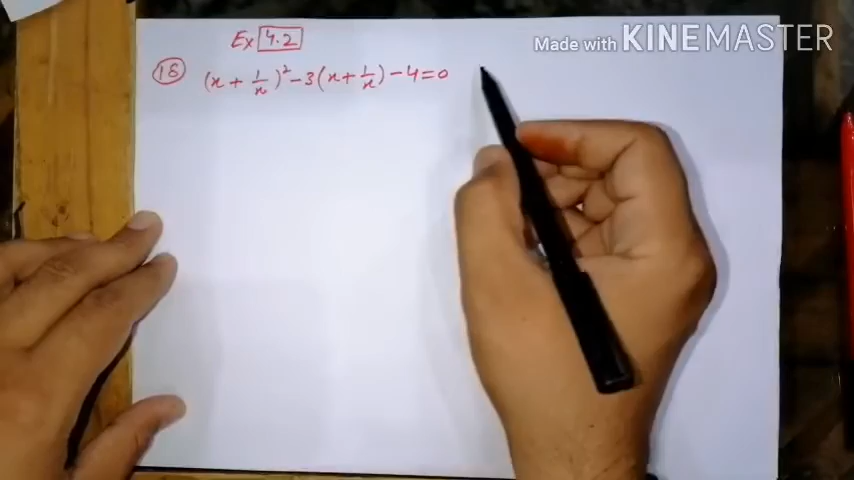 Made with KINEMASTER
Ex 4.2
18 (x + 1/x)² - 3(x + 1/x) - 4 = 0